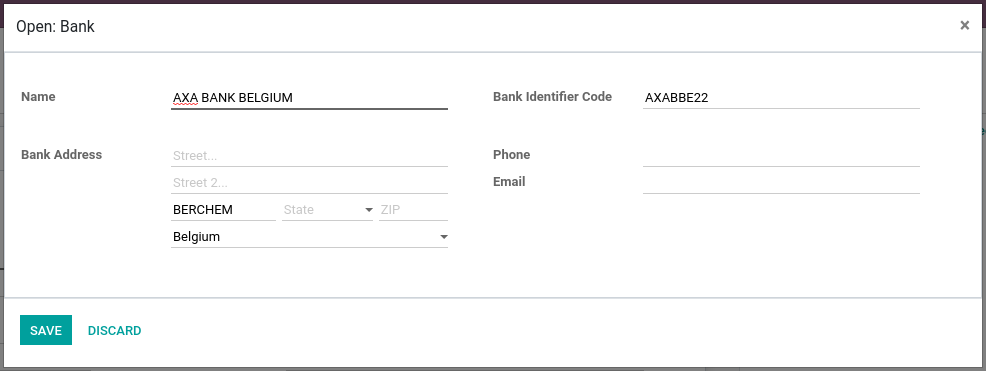 Open: Bank ×
Name AXA BANK BELGIUM Bank Identifier Code AXABBE22
Bank Address Street... Phone
Street 2... Email
BERCHEM State ZIP
Belgium
SAVE DISCARD